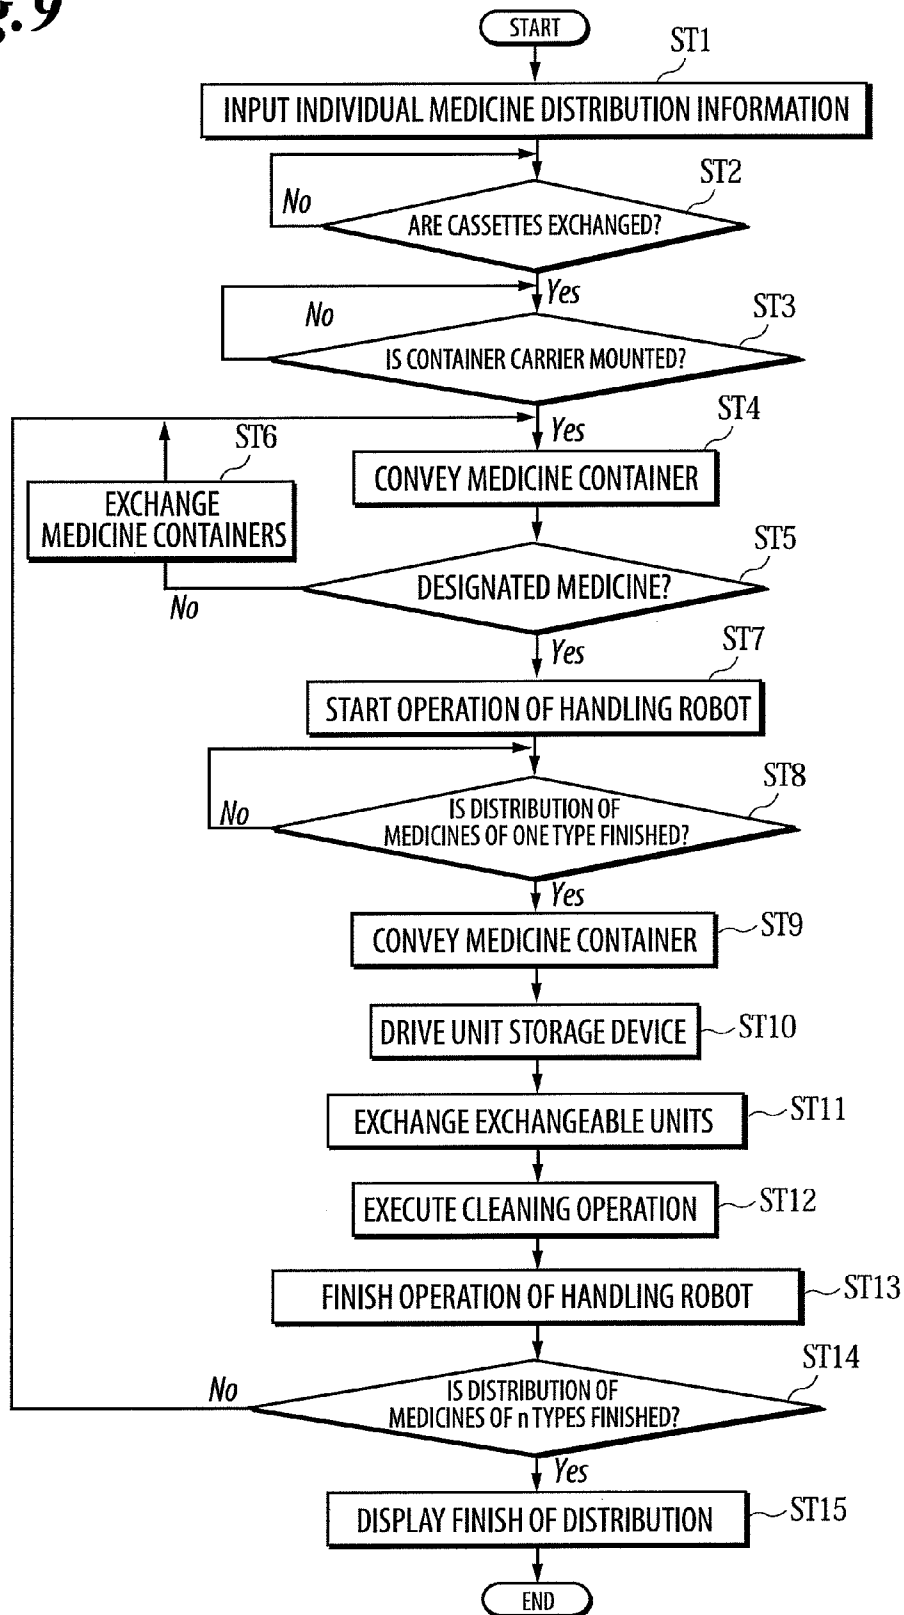 g.9
START
ST1
INPUT INDIVIDUAL MEDICINE DISTRIBUTION INFORMATION
ST2
No
ARE CASSETTES EXCHANGED?
Yes
No
ST3
IS CONTAINER CARRIER MOUNTED?
Yes
ST4
ST6
CONVEY MEDICINE CONTAINER
EXCHANGE
MEDICINE CONTAINERS
ST5
DESIGNATED MEDICINE?
No
Yes
ST7
START OPERATION OF HANDLING ROBOT
ST8
No
IS DISTRIBUTION OF
MEDICINES OF ONE TYPE FINISHED?
Yes
CONVEY MEDICINE CONTAINER
ST9
DRIVE UNIT STORAGE DEVICE
ST10
EXCHANGE EXCHANGEABLE UNITS
ST11
EXECUTE CLEANING OPERATION
ST12
FINISH OPERATION OF HANDLING ROBOT
ST13
ST14
No
IS DISTRIBUTION OF
MEDICINES OF n TYPES FINISHED?
Yes
DISPLAY FINISH OF DISTRIBUTION
ST15
END